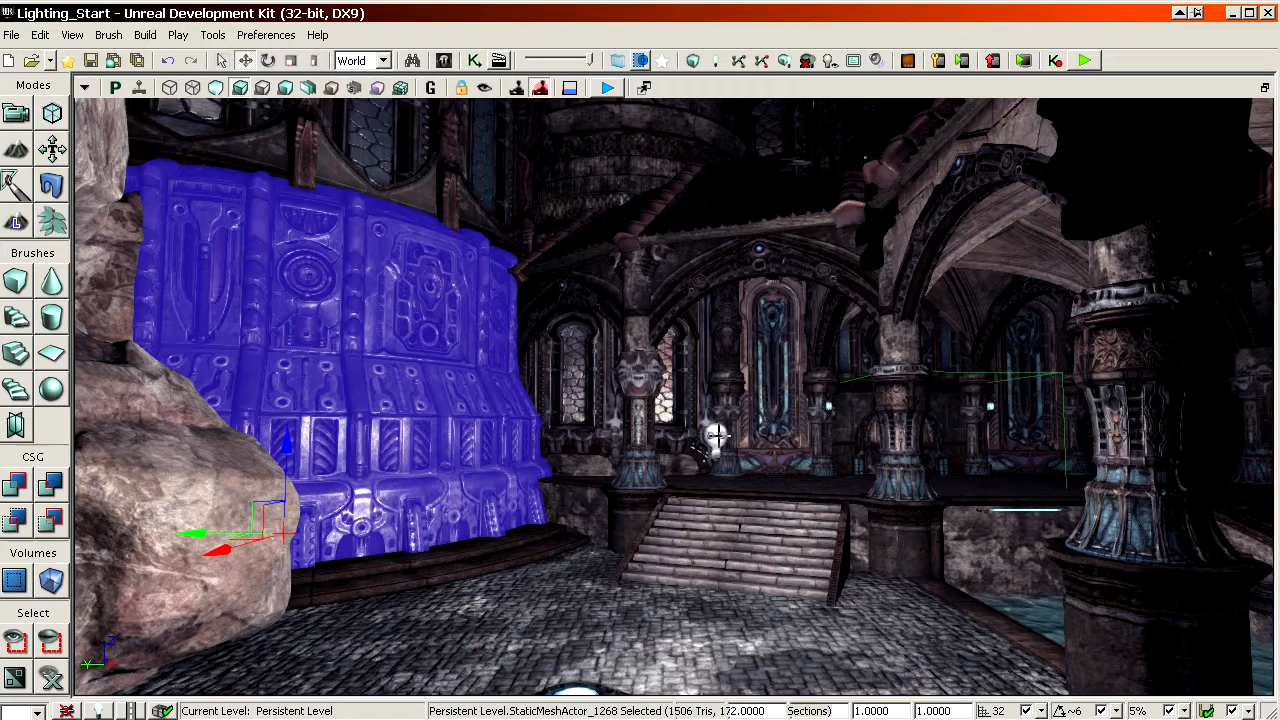 Lighting_Start - Unreal Development Kit (32-bit, DX9)
File Edit View Brush Build Play Tools Preferences Help
World
Modes
P
G
Brushes
CSG
Volumes
Select
Current Level: Persistent Level
Persistent Level.StaticMeshActor_1268 Selected (1506 Tris, 172.0000 Sections) 1.0000 1.0000 32 ~6 5%